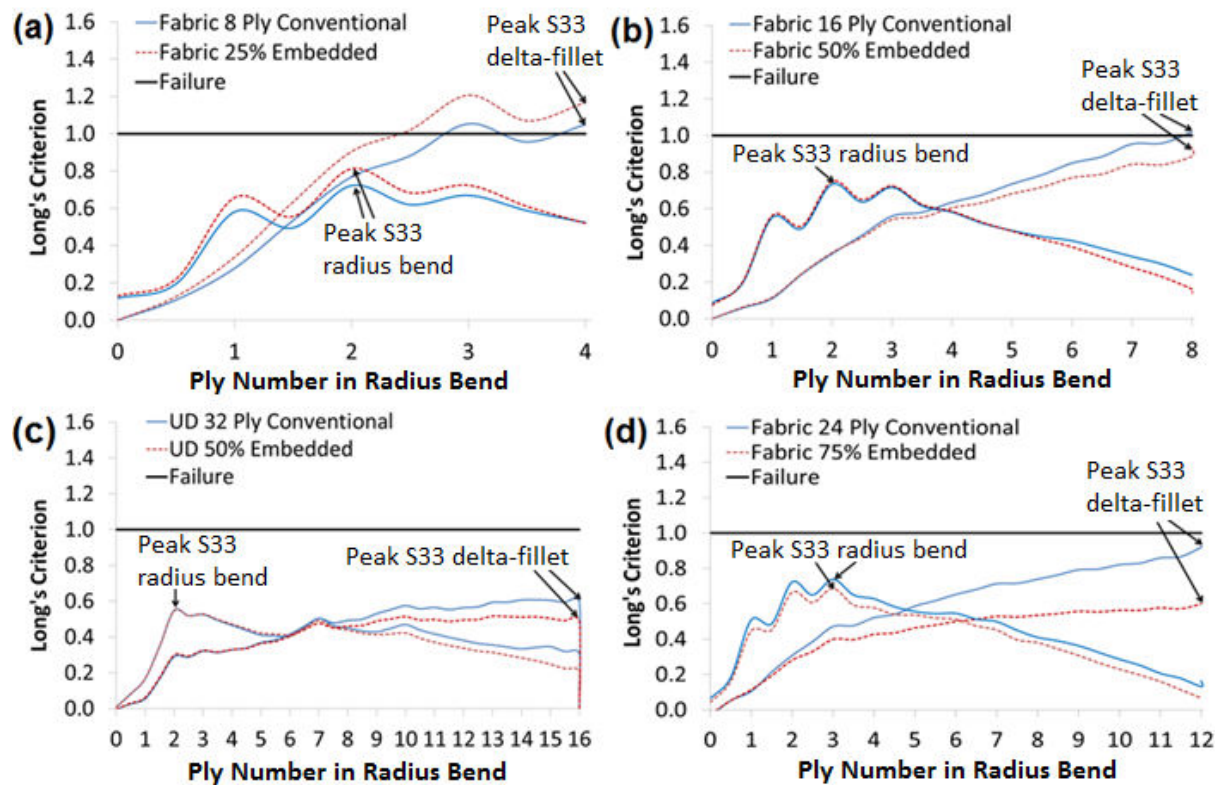 (a)
Fabric 8 Ply Conventional
Fabric 25% Embedded
Failure
Peak S33
delta-fillet
Peak S33
radius bend
Long's Criterion
1.6
1.4
1.2
1.0
0.8
0.6
0.4
0.2
0.0
0 1 2 3 4
Ply Number in Radius Bend
(b)
Fabric 16 Ply Conventional
Fabric 50% Embedded
Failure
Peak S33
delta-fillet
Peak S33 radius bend
Long's Criterion
1.6
1.4
1.2
1.0
0.8
0.6
0.4
0.2
0.0
0 1 2 3 4 5 6 7 8
Ply Number in Radius Bend
(c)
UD 32 Ply Conventional
UD 50% Embedded
Failure
Peak S33
radius bend
Peak S33 delta-fillet
Long's Criterion
1.6
1.4
1.2
1.0
0.8
0.6
0.4
0.2
0.0
0 1 2 3 4 5 6 7 8 9 10 11 12 13 14 15 16
Ply Number in Radius Bend
(d)
Fabric 24 Ply Conventional
Fabric 75% Embedded
Failure
Peak S33
delta-fillet
Peak S33 radius bend
Long's Criterion
1.6
1.4
1.2
1.0
0.8
0.6
0.4
0.2
0.0
0 1 2 3 4 5 6 7 8 9 10 11 12
Ply Number in Radius Bend